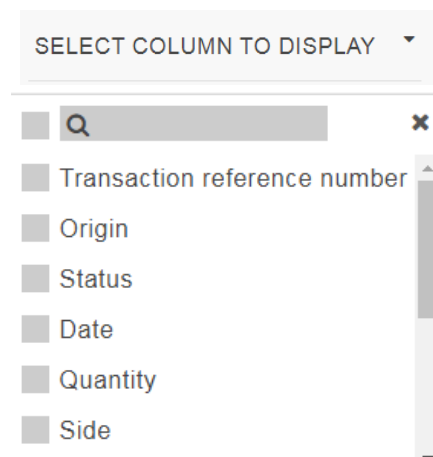 SELECT COLUMN TO DISPLAY
Transaction reference number
Origin
Status
Date
Quantity
Side